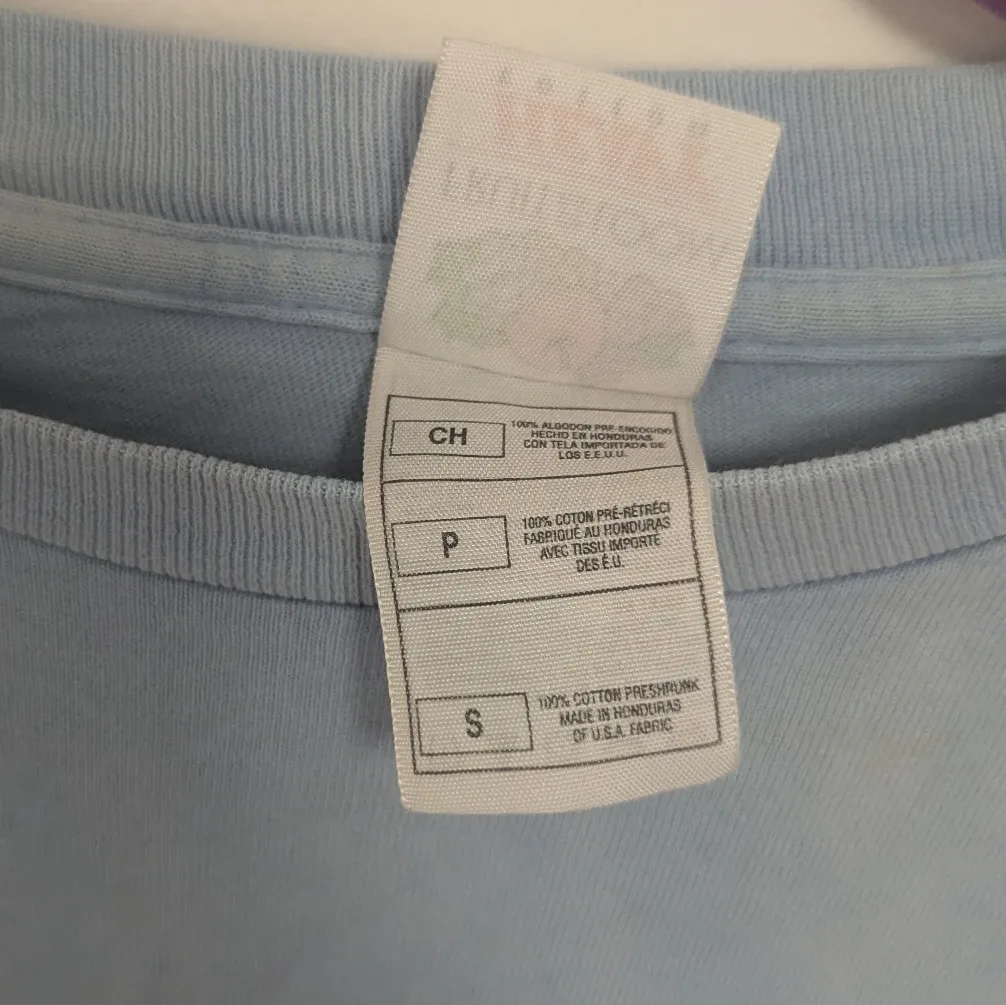 CH
100% ALGODON PRE-ENCOGIDO
HECHO EN HONDURAS
CON TELA IMPORTADA DE
LOS E.E.U.U.
P
100% COTON PRÉ-RÉTRÉCI
FABRIQUÉ AU HONDURAS
AVEC TISSU IMPORTE
DES É.U.
S
100% COTTON PRESHRUNK
MADE IN HONDURAS
OF U.S.A. FABRIC